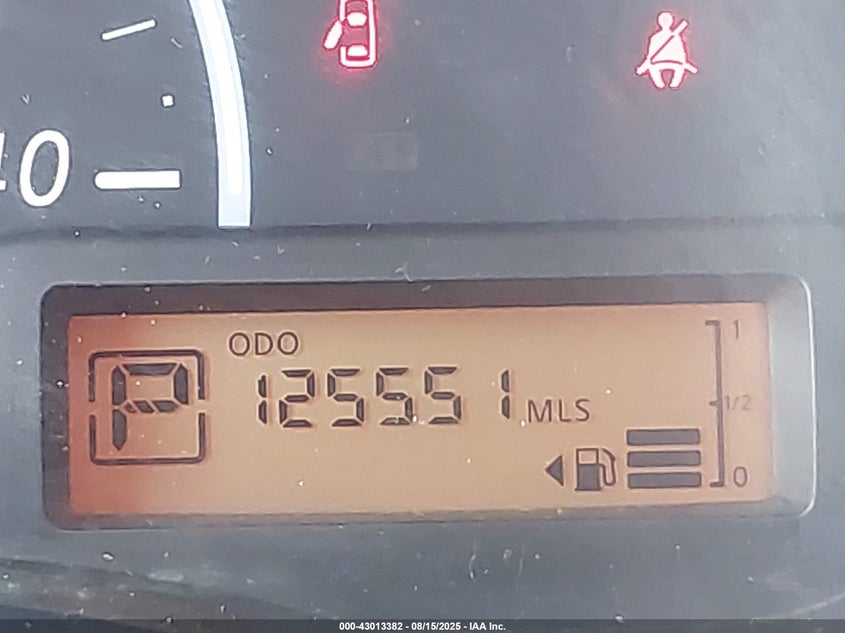 40
ODO
P
125551 MLS
1
1/2
0
000-43013382 - 08/15/2025 - IAA Inc.